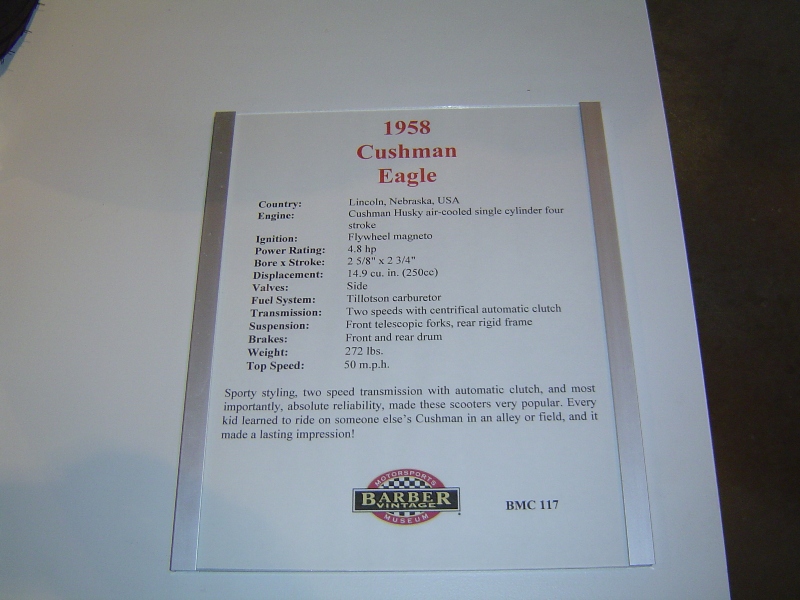 1958
Cushman
Eagle
Country: Lincoln, Nebraska, USA
Engine: Cushman Husky air-cooled single cylinder four
stroke
Ignition: Flywheel magneto
Power Rating: 4.8 hp
Bore x Stroke: 2 5/8" x 2 3/4"
Displacement: 14.9 cu. in. (250cc)
Valves: Side
Fuel System: Tillotson carburetor
Transmission: Two speeds with centrifical automatic clutch
Suspension: Front telescopic forks, rear rigid frame
Brakes: Front and rear drum
Weight: 272 lbs.
Top Speed: 50 m.p.h.
Sporty styling, two speed transmission with automatic clutch, and most
importantly, absolute reliability, made these scooters very popular. Every
kid learned to ride on someone else's Cushman in an alley or field, and it
made a lasting impression!
MOTORSPORTS
BARBER
VINTAGE
MUSEUM
BMC 117